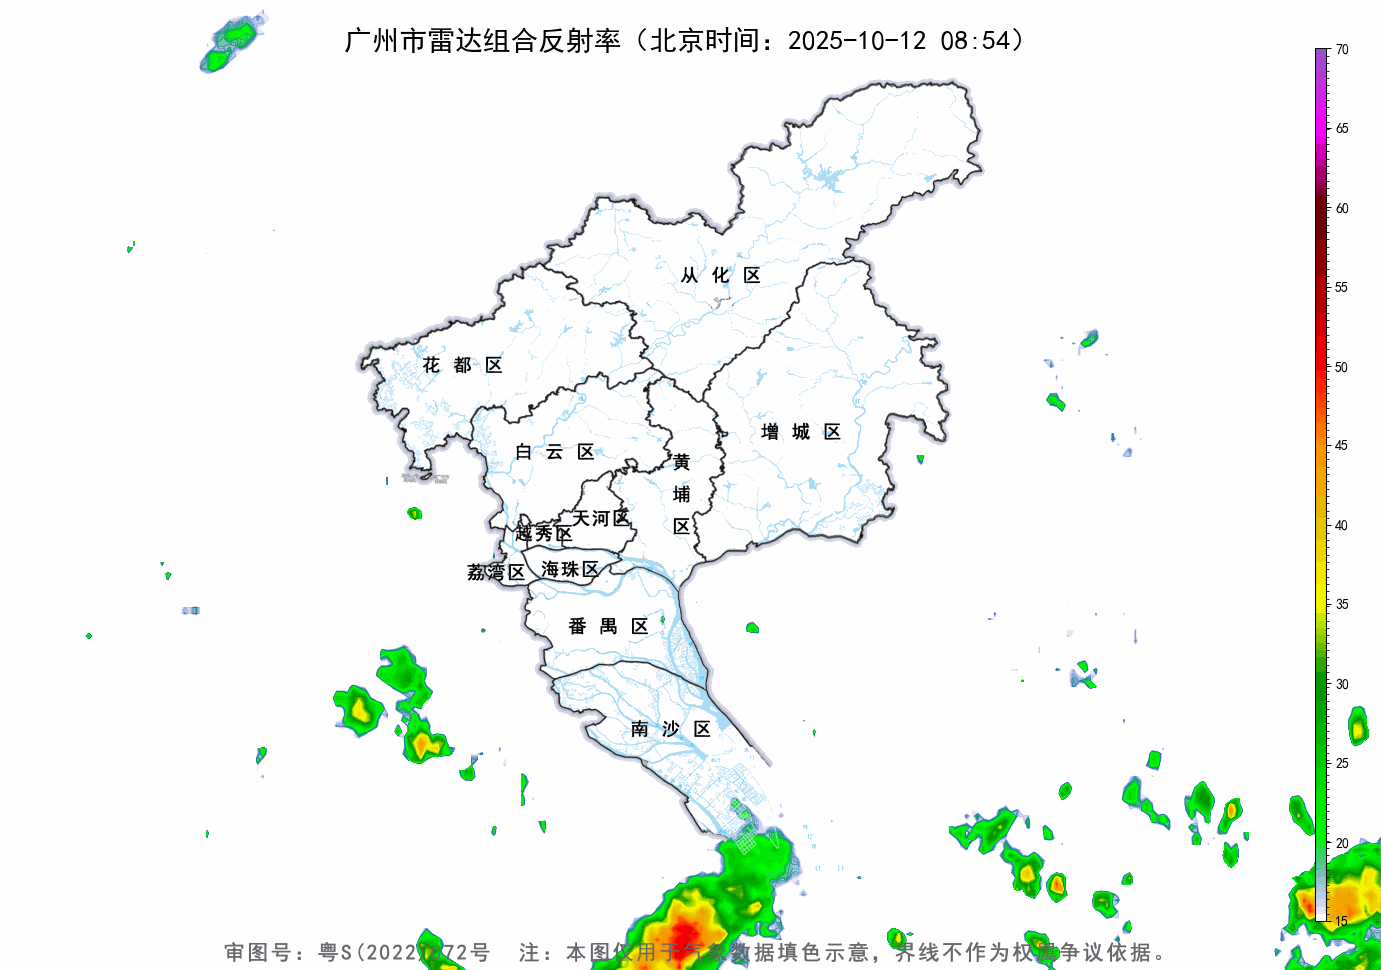 广州市雷达组合反射率（北京时间：2025-10-12 08:54）
70
65
60
55
50
45
40
35
30
25
20
15
从化区
花都区
增城区
白云区
黄埔区
天河区
越秀区
海珠区
荔湾区
番禺区
南沙区
审图号：粤S(2022)072号 注：本图仅用于气象数据填色示意，界线不作为权属争议依据。